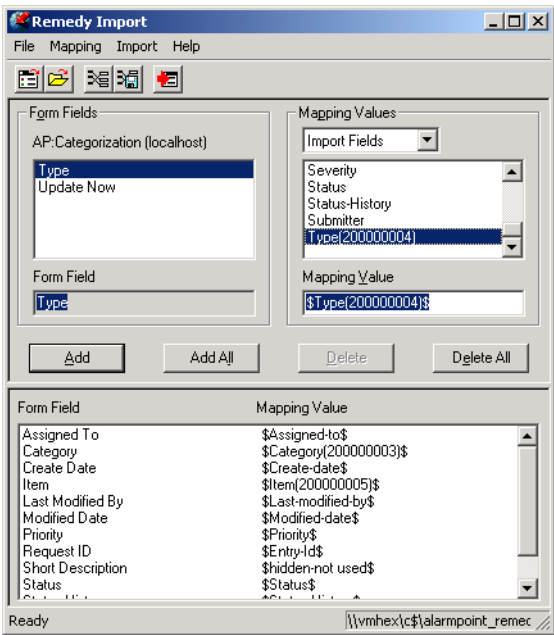 Remedy Import
File Mapping Import Help
Form Fields
AP:Categorization (localhost)
Type
Update Now
Form Field
Type
Mapping Values
Import Fields
Severity
Status
Status-History
Submitter
Type(200000004)
Mapping Value
$Type(200000004)$
Add Add All Delete Delete All
Form Field Mapping Value
Assigned To $Assigned-to$
Category $Category(200000003)$
Create Date $Create-date$
Item $Item(200000005)$
Last Modified By $Last-modified-by$
Modified Date $Modified-date$
Priority $Priority$
Request ID $Entry-Id$
Short Description $hidden-not used$
Status $Status$
Ready \\vmhex\c$\alarmpoint_remec